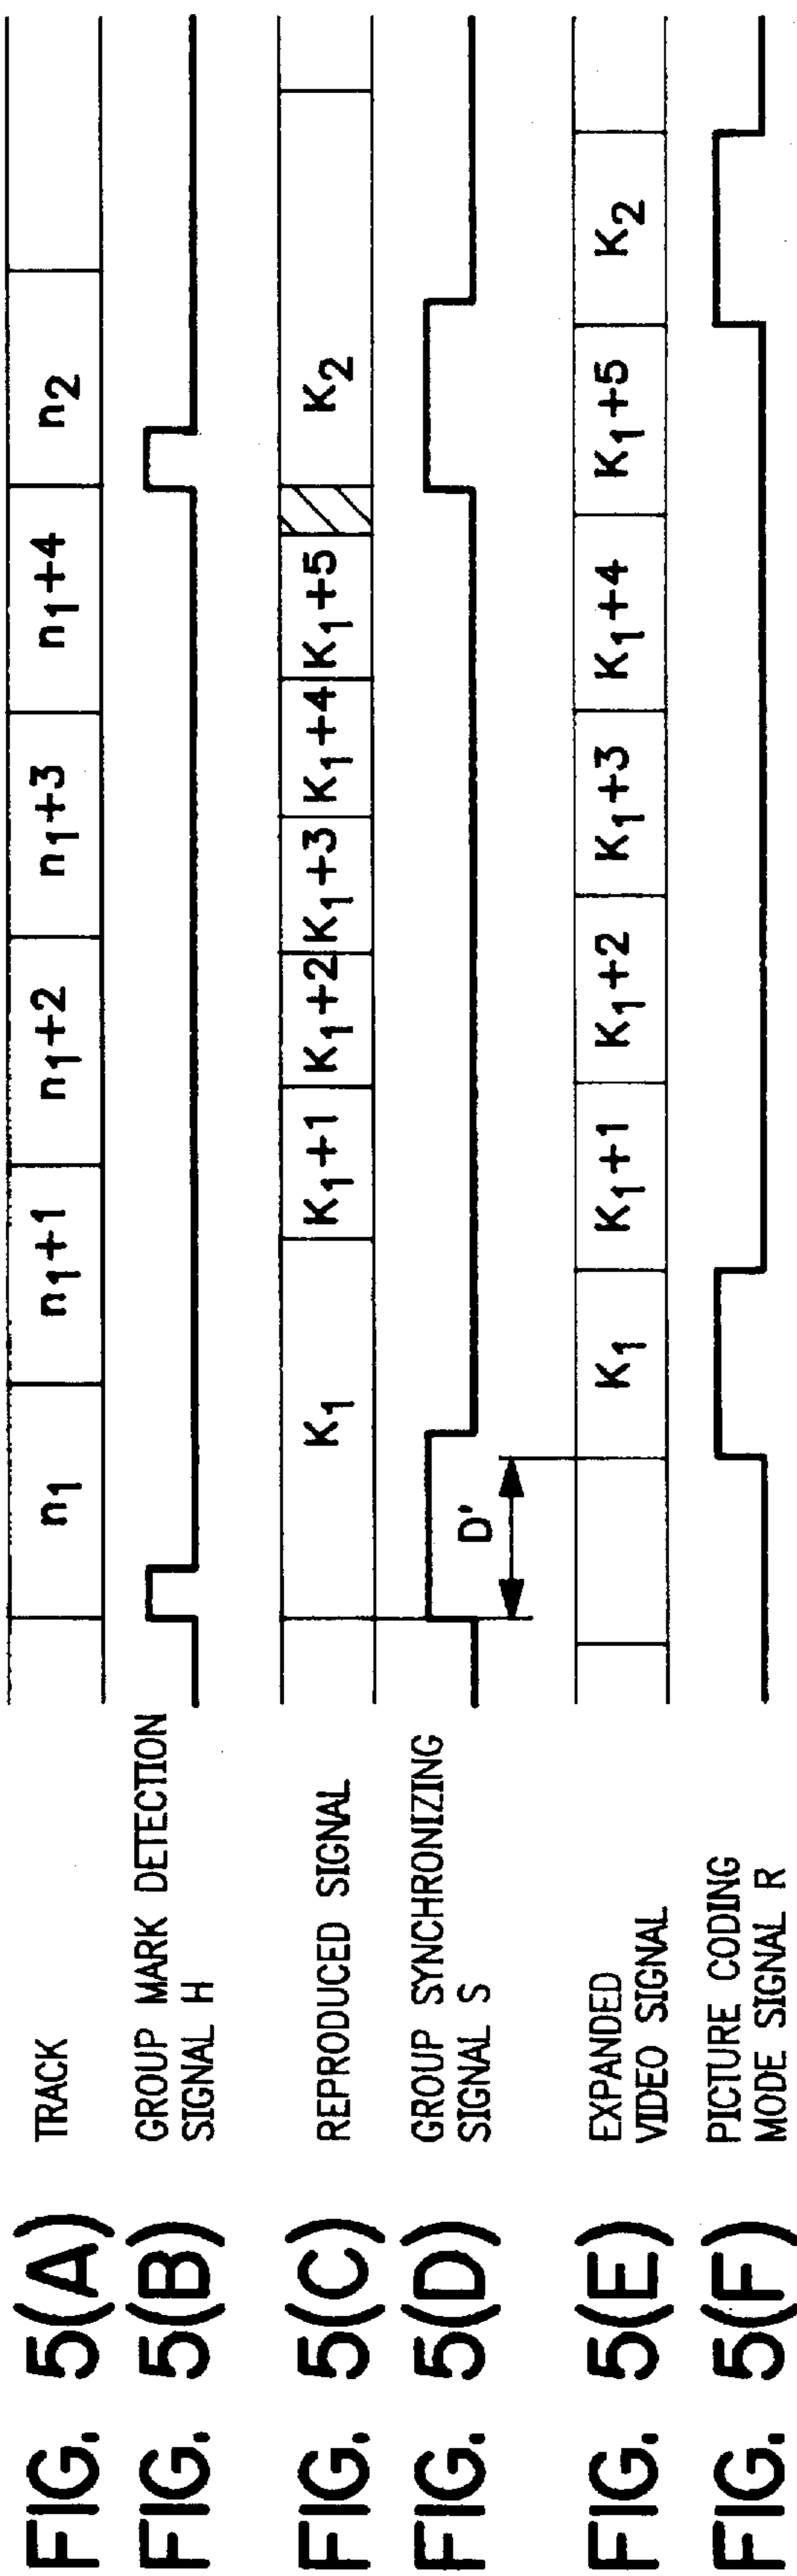 FIG. 5(A) TRACK n1 n1+1 n1+2 n1+3 n1+4 n2
FIG. 5(B) GROUP MARK DETECTION
SIGNAL H
FIG. 5(C) REPRODUCED SIGNAL K1 K1+1 K1+2 K1+3 K1+4 K1+5 K2
FIG. 5(D) GROUP SYNCHRONIZING
SIGNAL S
D'
FIG. 5(E) EXPANDED
VIDEO SIGNAL
K1 K1+1 K1+2 K1+3 K1+4 K1+5 K2
FIG. 5(F) PICTURE CODING
MODE SIGNAL R